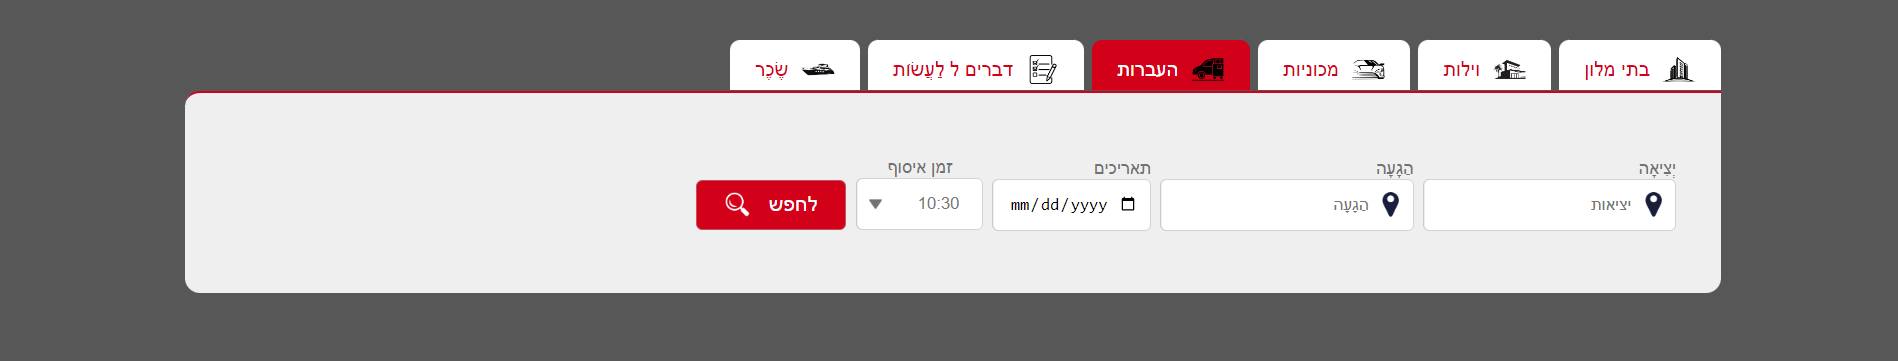 בתי מלון
וילות
מכוניות
העברות
דברים ל לַעֲשׂוֹת
שֶׂכֶר
יְצִיאָה
הַגָעָה
תאריכים
זמן איסוף
יציאות
הַגָעָה
mm/dd/yyyy
10:30
לחפש